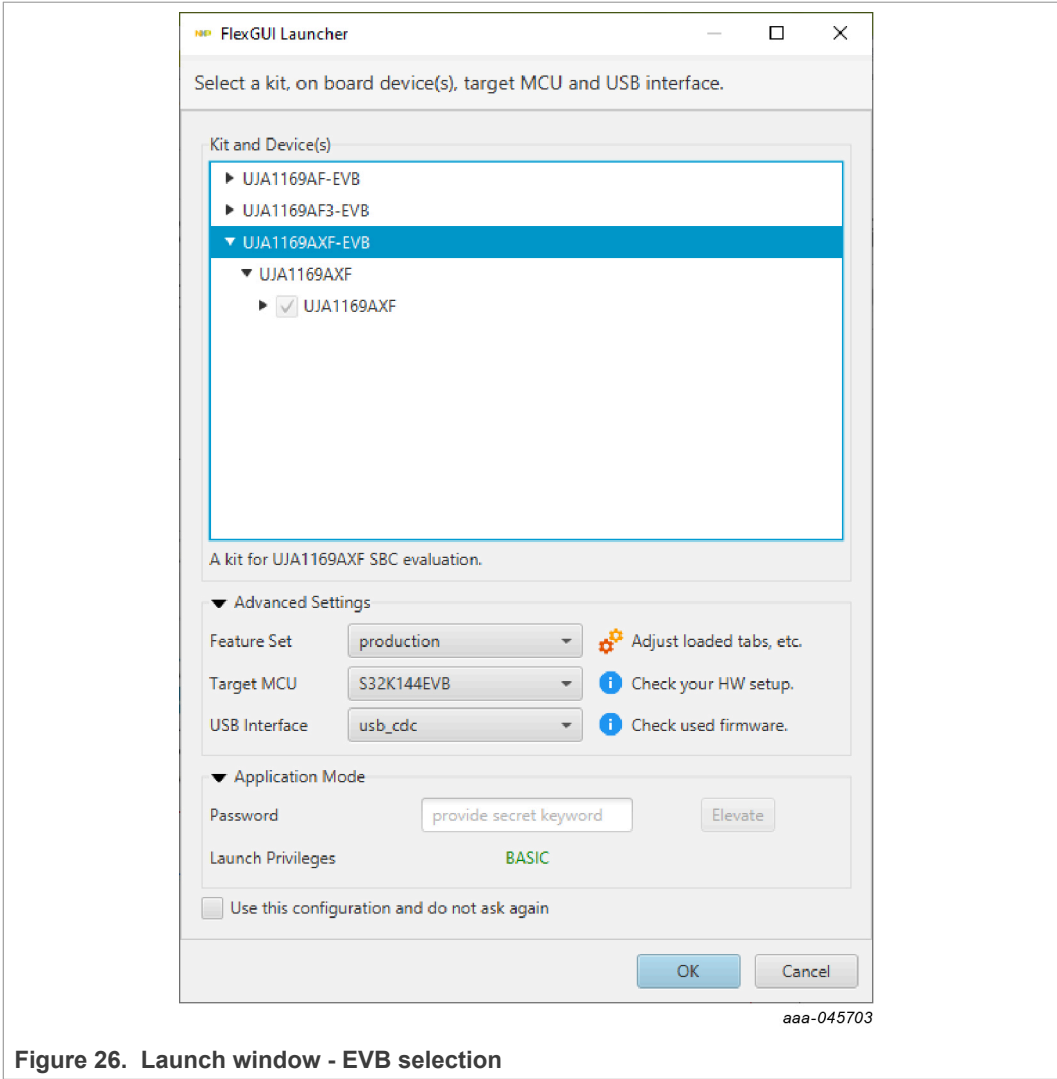 NXP FlexGUI Launcher
Select a kit, on board device(s), target MCU and USB interface.
Kit and Device(s)
UJA1169AF-EVB
UJA1169AF3-EVB
UJA1169AXF-EVB
UJA1169AXF
UJA1169AXF
A kit for UJA1169AXF SBC evaluation.
Advanced Settings
Feature Set production Adjust loaded tabs, etc.
Target MCU S32K144EVB Check your HW setup.
USB Interface usb_cdc Check used firmware.
Application Mode
Password provide secret keyword Elevate
Launch Privileges BASIC
Use this configuration and do not ask again
OK Cancel
aaa-045703
Figure 26. Launch window - EVB selection